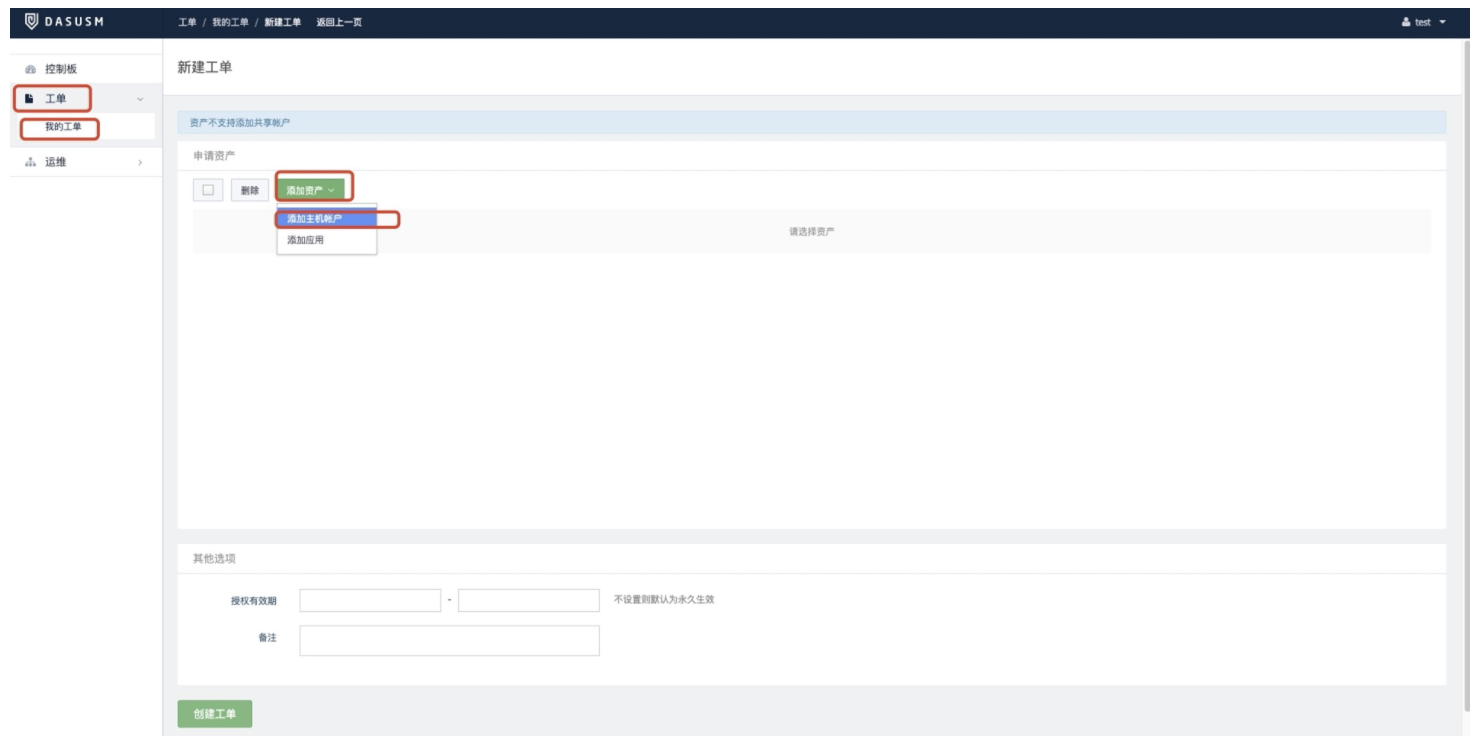 DASUSM
工单 / 我的工单 / 新建工单 返回上一页
test
控制板
工单
我的工单
运维
新建工单
资产不支持添加共享帐户
申请资产
删除
添加资产
添加主机帐户
添加应用
请选择资产
其他选项
授权有效期
-
不设置则默认为永久生效
备注
创建工单